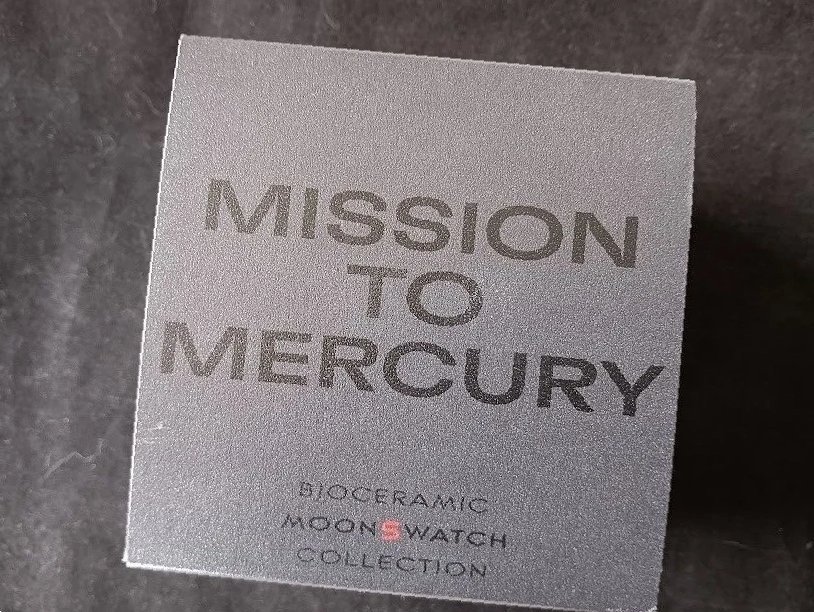 MISSION
TO
MERCURY
BIOCERAMIC
MOONSWATCH
COLLECTION